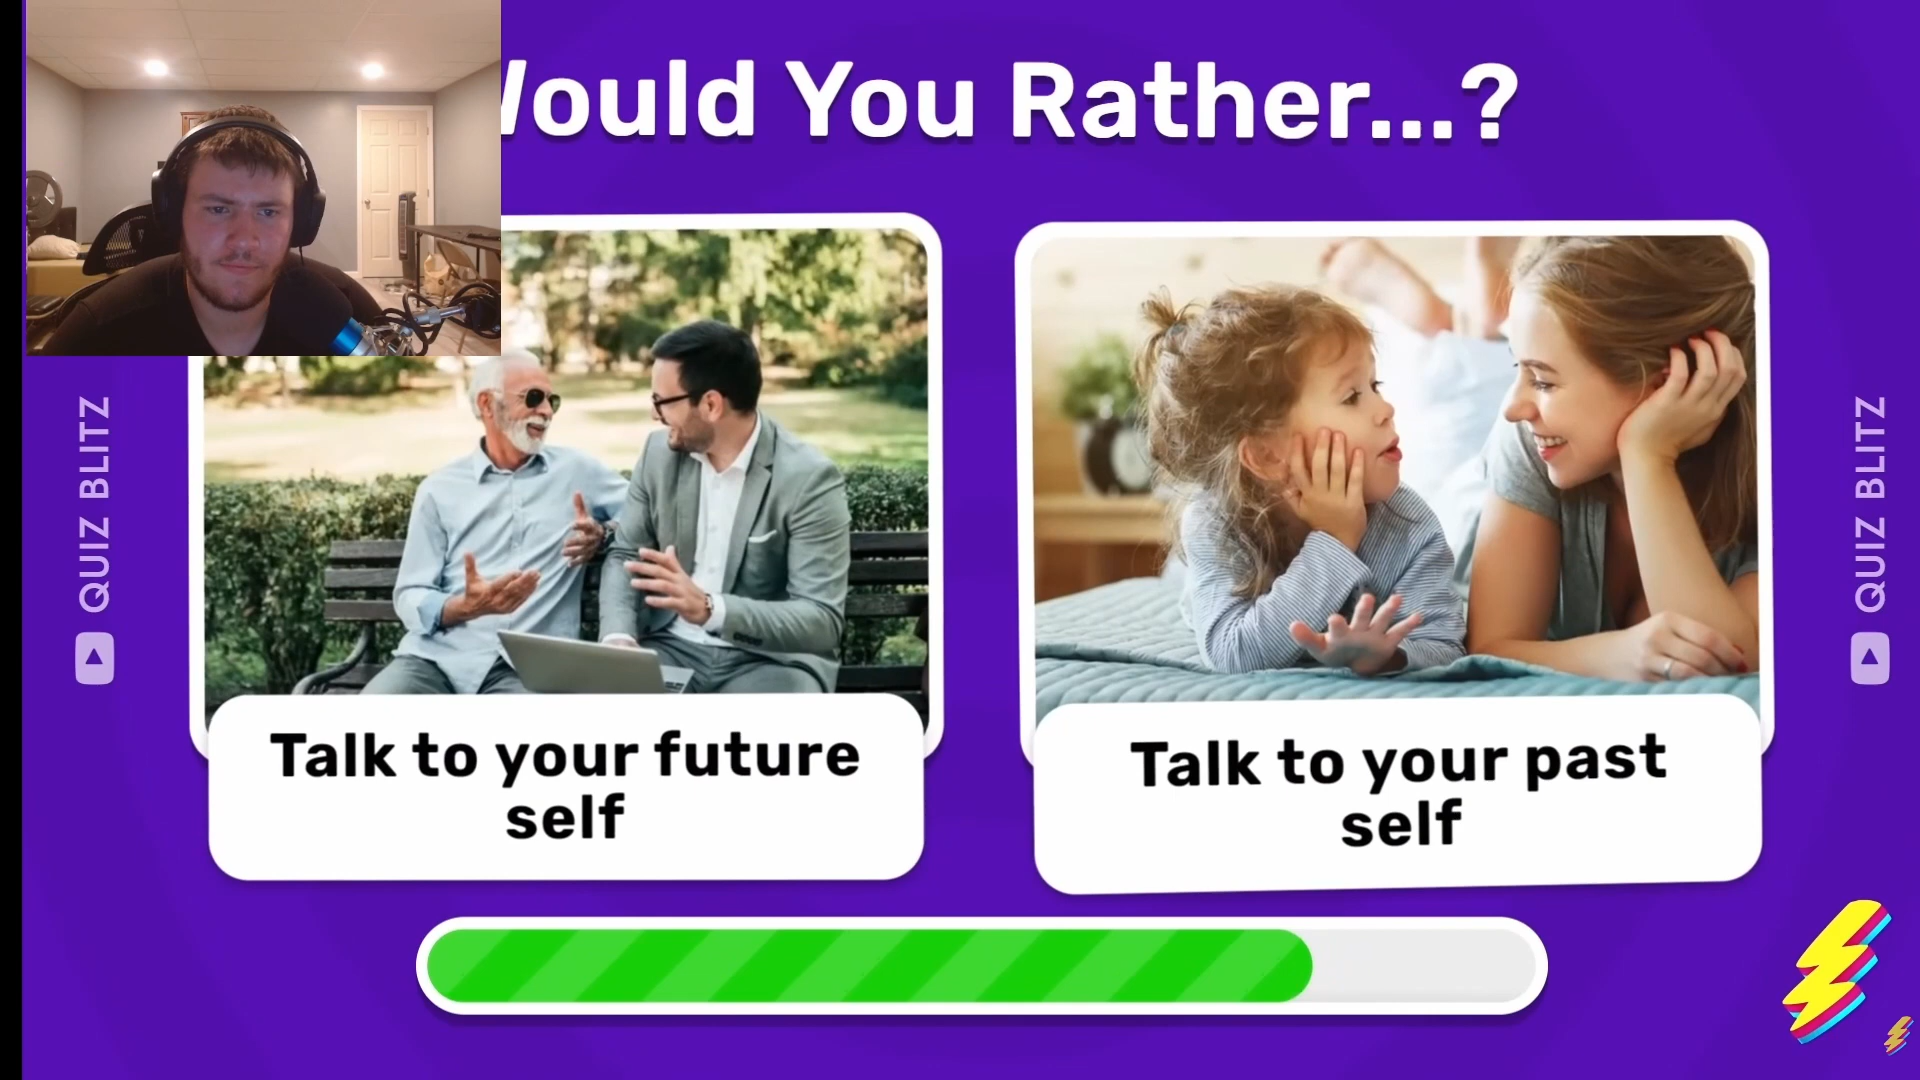 ould You Rather...?
QUIZ BLITZ
Talk to your future
self
Talk to your past
self
QUIZ BLITZ